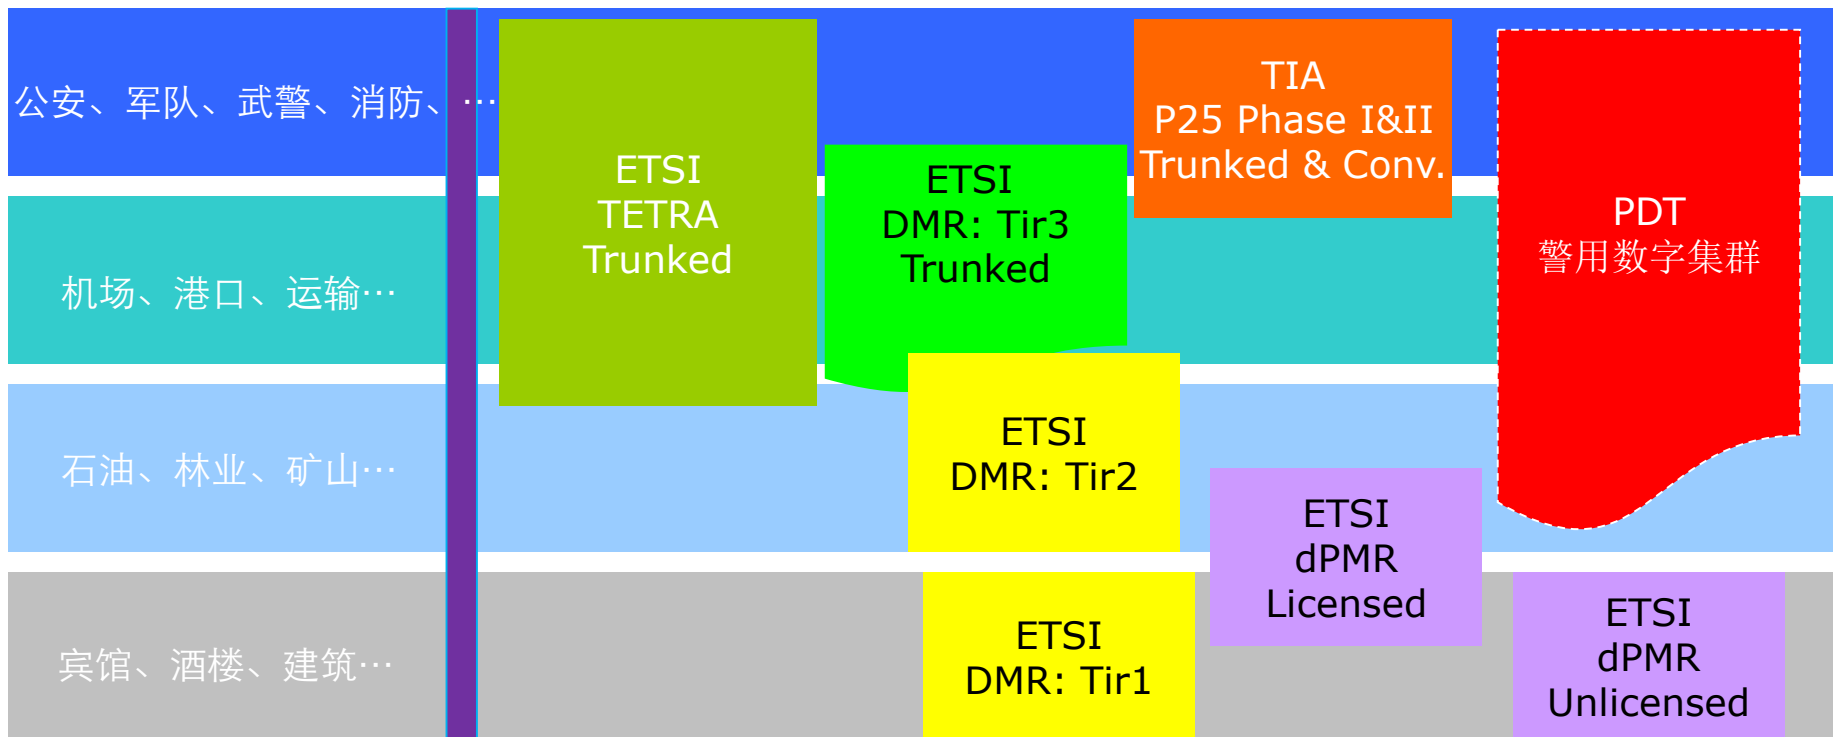 公安、军队、武警、消防、…
机场、港口、运输…
石油、林业、矿山…
宾馆、酒楼、建筑…
ETSI
TETRA
Trunked
ETSI
DMR: Tir3
Trunked
TIA
P25 Phase I&II
Trunked & Conv.
PDT
警用数字集群
ETSI
DMR: Tir2
ETSI
dPMR
Licensed
ETSI
DMR: Tir1
ETSI
dPMR
Unlicensed